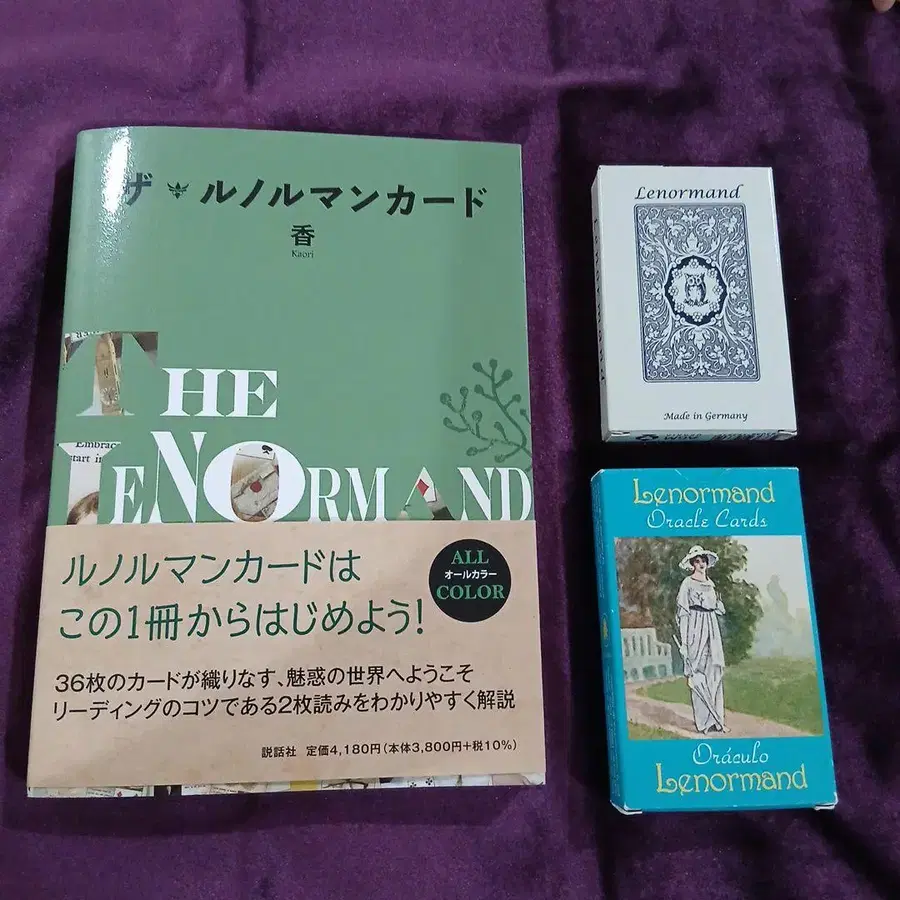 ザ・ルノルマンカード
香
Kaori
THE
LENORMAND
Embrac
ルノルマンカードは
この1冊からはじめよう!
ALL
オールカラー
COLOR
36枚のカードが織りなす、魅惑の世界へようこそ
リーディングのコツである2枚読みをわかりやすく解説
説話社 定価4,180円(本体3,800円+税10%)
Lenormand
Made in Germany
Lenormand
Oracle Cards
Oráculo
Lenormand